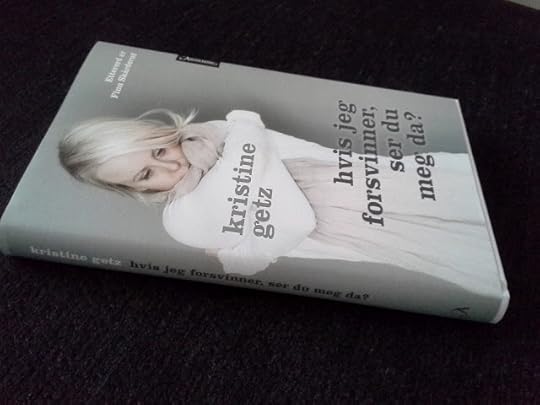 Etterord av
Finn Skårderud
kristine
getz
hvis jeg
forsvinner,
ser du
meg da?
kristine getz hvis jeg forsvinner, ser du meg da?